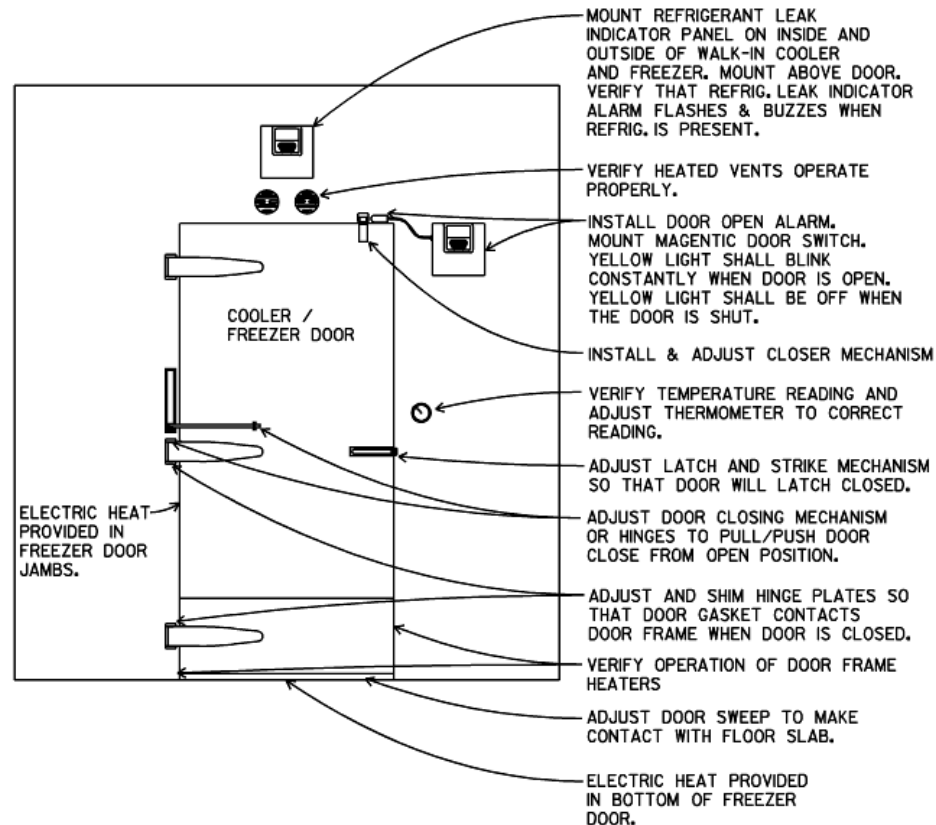 MOUNT REFRIGERANT LEAK
INDICATOR PANEL ON INSIDE AND
OUTSIDE OF WALK-IN COOLER
AND FREEZER. MOUNT ABOVE DOOR.
VERIFY THAT REFRIG. LEAK INDICATOR
ALARM FLASHES & BUZZES WHEN
REFRIG. IS PRESENT.
VERIFY HEATED VENTS OPERATE
PROPERLY.
INSTALL DOOR OPEN ALARM.
MOUNT MAGENTIC DOOR SWITCH.
YELLOW LIGHT SHALL BLINK
CONSTANTLY WHEN DOOR IS OPEN.
YELLOW LIGHT SHALL BE OFF WHEN
THE DOOR IS SHUT.
COOLER /
FREEZER DOOR
INSTALL & ADJUST CLOSER MECHANISM
VERIFY TEMPERATURE READING AND
ADJUST THERMOMETER TO CORRECT
READING.
ADJUST LATCH AND STRIKE MECHANISM
SO THAT DOOR WILL LATCH CLOSED.
ELECTRIC HEAT
PROVIDED IN
FREEZER DOOR
JAMBS.
ADJUST DOOR CLOSING MECHANISM
OR HINGES TO PULL/PUSH DOOR
CLOSE FROM OPEN POSITION.
ADJUST AND SHIM HINGE PLATES SO
THAT DOOR GASKET CONTACTS
DOOR FRAME WHEN DOOR IS CLOSED.
VERIFY OPERATION OF DOOR FRAME
HEATERS
ADJUST DOOR SWEEP TO MAKE
CONTACT WITH FLOOR SLAB.
ELECTRIC HEAT PROVIDED
IN BOTTOM OF FREEZER
DOOR.